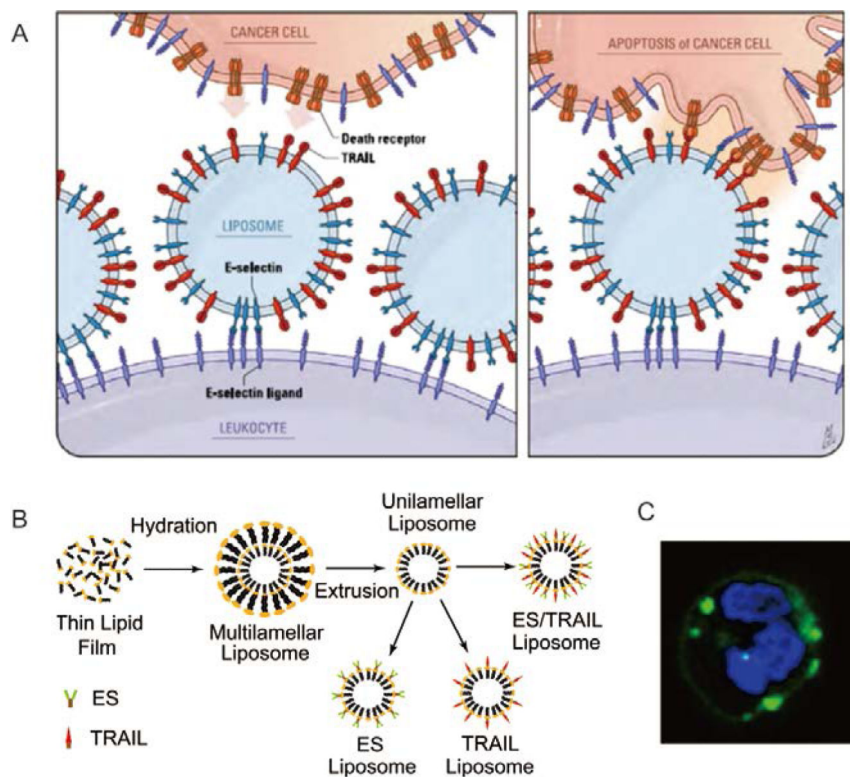 A
CANCER CELL
Death receptor
TRAIL
LIPOSOME
E-selectin
E-selectin ligand
LEUKOCYTE
APOPTOSIS of CANCER CELL
B
Hydration
Thin Lipid
Film
Multilamellar
Liposome
Extrusion
Unilamellar
Liposome
ES/TRAIL
Liposome
ES
Liposome
TRAIL
Liposome
ES
TRAIL
C